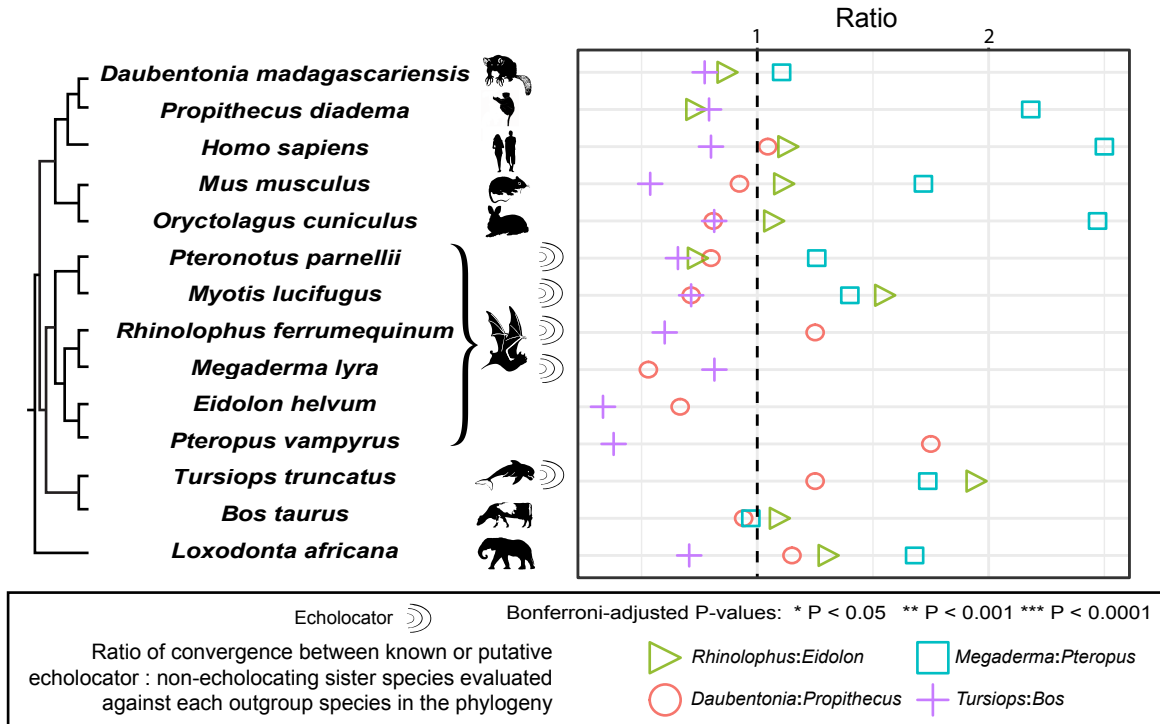 Ratio
1 2
Daubentonia madagascariensis
Propithecus diadema
Homo sapiens
Mus musculus
Oryctolagus cuniculus
Pteronotus parnellii
Myotis lucifugus
Rhinolophus ferrumequinum
Megaderma lyra
Eidolon helvum
Pteropus vampyrus
Tursiops truncatus
Bos taurus
Loxodonta africana
Echolocator
Ratio of convergence between known or putative
echolocator : non-echolocating sister species evaluated
against each outgroup species in the phylogeny
Bonferroni-adjusted P-values: * P < 0.05 ** P < 0.001 *** P < 0.0001
Rhinolophus:Eidolon Megaderma:Pteropus
Daubentonia:Propithecus Tursiops:Bos